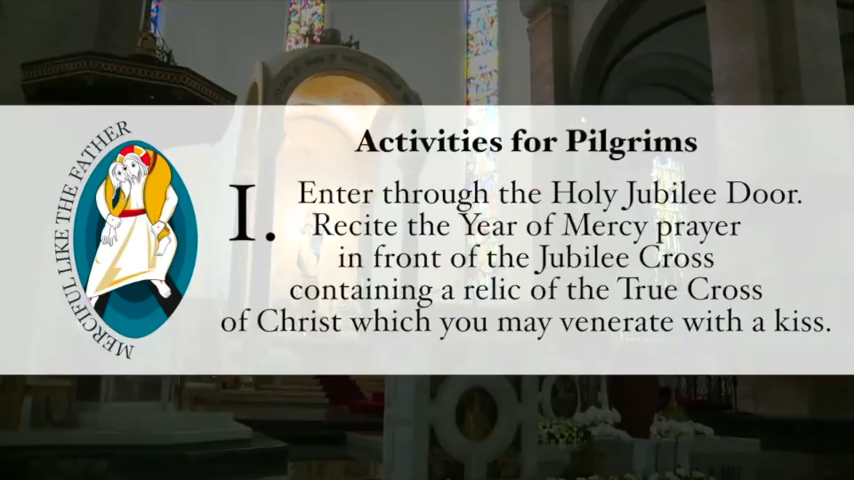 MERCIFUL LIKE THE FATHER
Activities for Pilgrims
I.
Enter through the Holy Jubilee Door.
Recite the Year of Mercy prayer
in front of the Jubilee Cross
containing a relic of the True Cross
of Christ which you may venerate with a kiss.